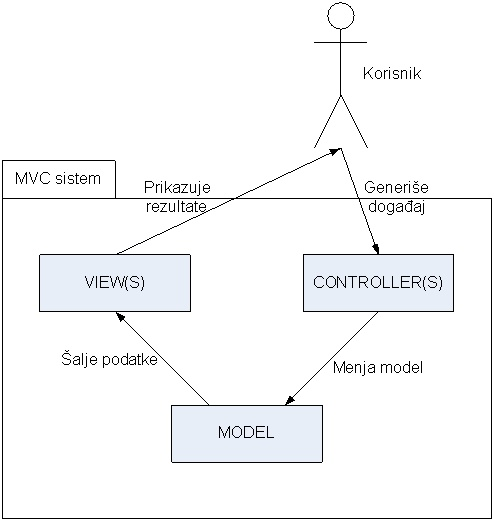 Korisnik
MVC sistem
Prikazuje
rezultate
Generiše
događaj
VIEW(S)
CONTROLLER(S)
Šalje podatke
Menja model
MODEL